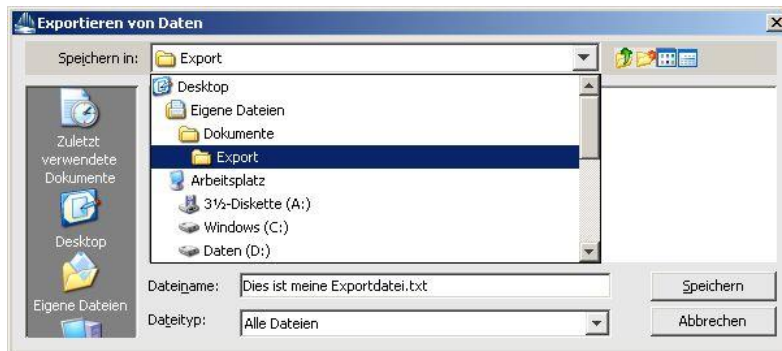 Exportieren von Daten
Speichern in:
Export
Desktop
Eigene Dateien
Dokumente
Export
Arbeitsplatz
3½-Diskette (A:)
Windows (C:)
Daten (D:)
Zuletzt
verwendete
Dokumente
Desktop
Eigene Dateien
Dateiname:
Dies ist meine Exportdatei.txt
Speichern
Dateityp:
Alle Dateien
Abbrechen